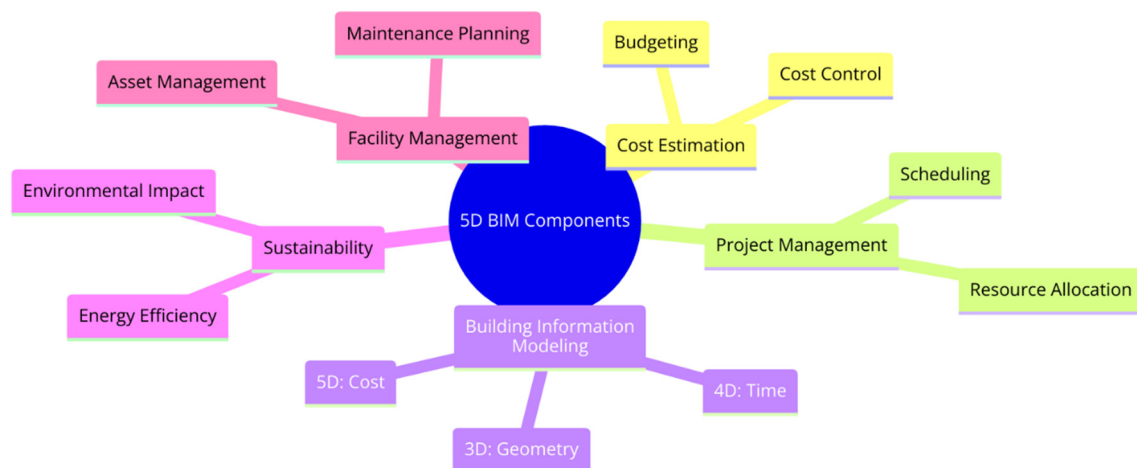 Maintenance Planning
Budgeting
Asset Management
Cost Control
Facility Management
Cost Estimation
Environmental Impact
Scheduling
5D BIM Components
Sustainability
Project Management
Energy Efficiency
Resource Allocation
Building Information
Modeling
5D: Cost
4D: Time
3D: Geometry